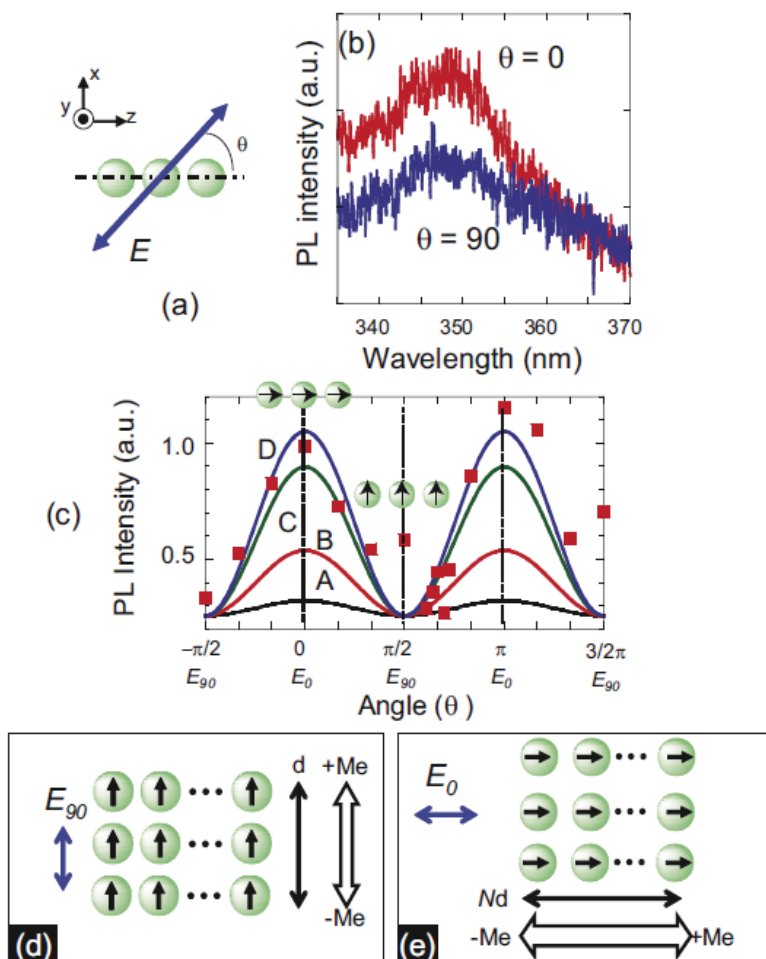 x
y
z
θ
E
(a)
(b)
θ = 0
θ = 90
PL intensity (a.u.)
340 350 360 370
Wavelength (nm)
(c)
PL Intensity (a.u.)
1.0
0.5
D
C
B
A
−π/2 0 π/2 π 3/2π
E90 E0 E90 E0 E90
Angle (θ )
E90
d
+Me
-Me
(d)
E0
Nd
-Me
+Me
(e)